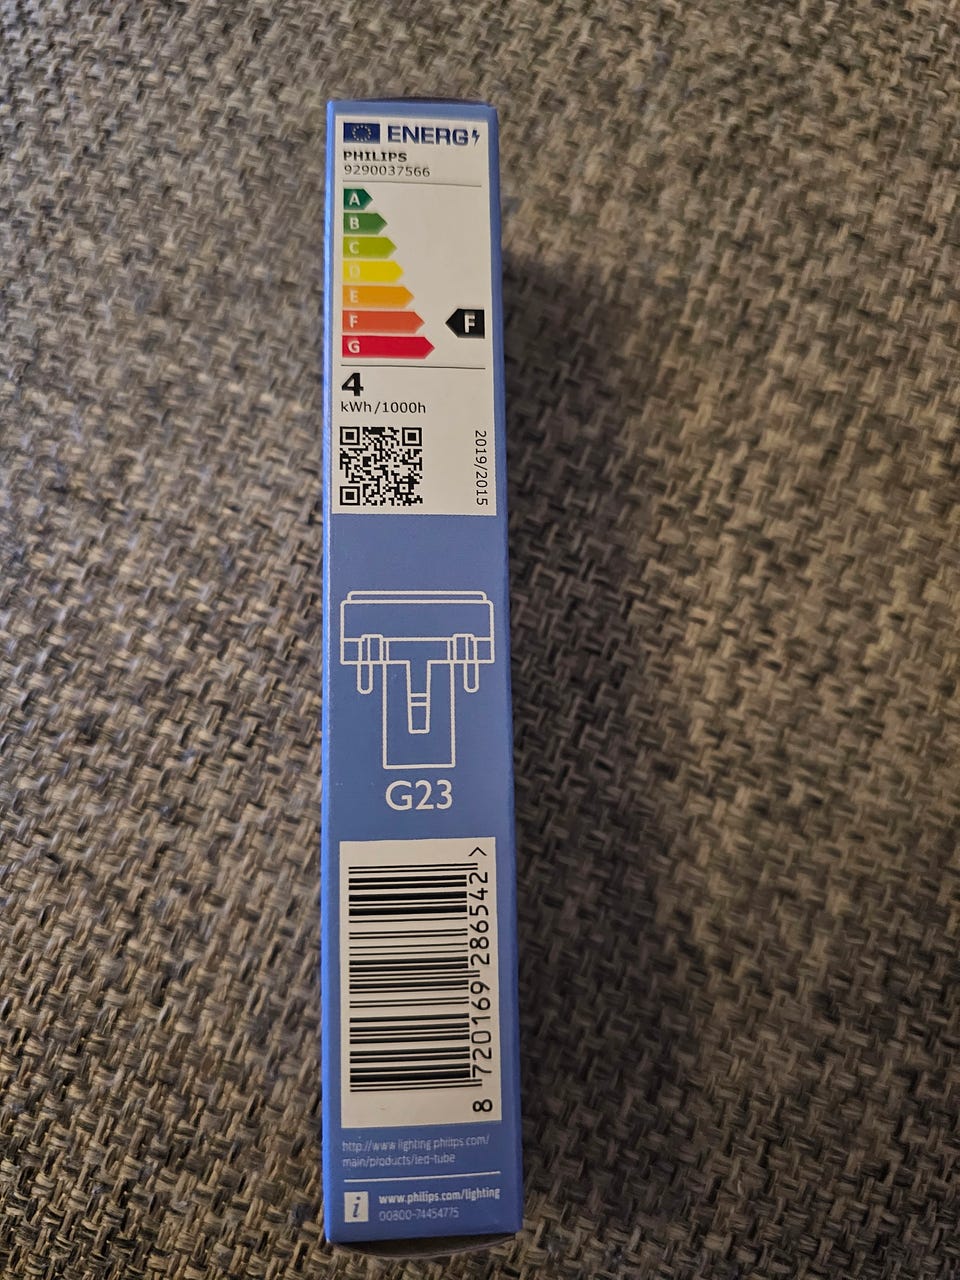 ENERG
PHILIPS
9290037566
A
B
C
D
E
F
F
G
4
kWh/1000h
2019/2015
G23
8 720169 286542 >
http://www.lighting.philips.com/
main/products/led-tube
i
www.philips.com/lighting
00800-74454775